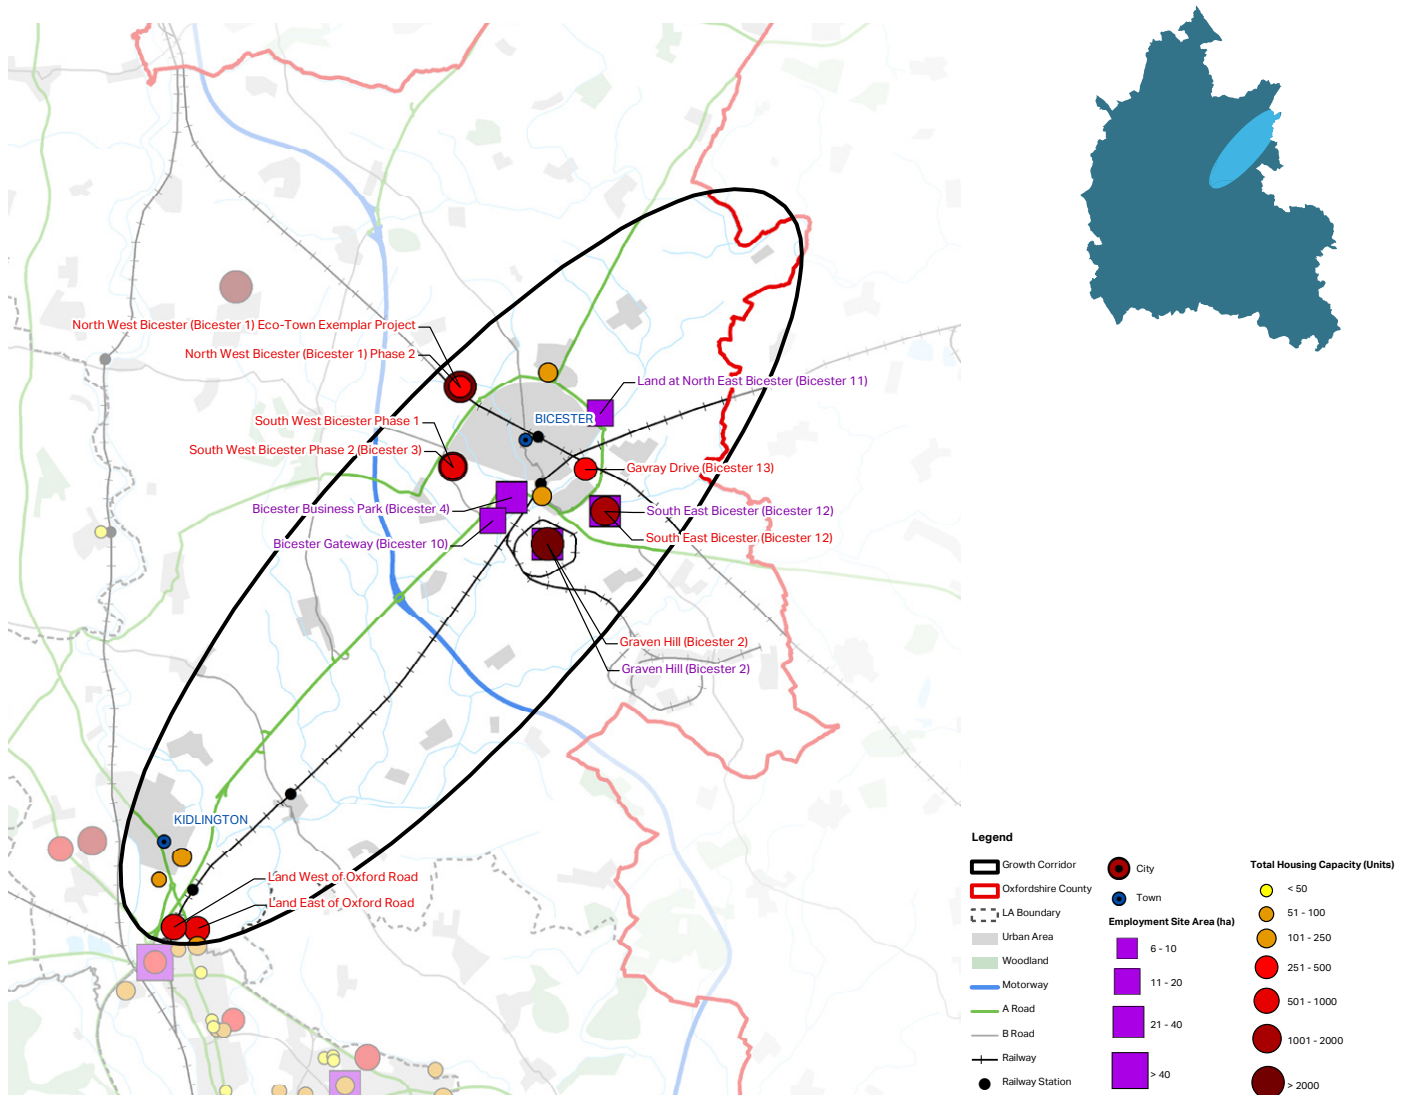 North West Bicester (Bicester 1) Eco-Town Exemplar Project
North West Bicester (Bicester 1) Phase 2
Land at North East Bicester (Bicester 11)
BICESTER
South West Bicester Phase 1
South West Bicester Phase 2 (Bicester 3)
Gavray Drive (Bicester 13)
Bicester Business Park (Bicester 4)
South East Bicester (Bicester 12)
Bicester Gateway (Bicester 10)
South East Bicester (Bicester 12)
Graven Hill (Bicester 2)
Graven Hill (Bicester 2)
KIDLINGTON
Land West of Oxford Road
Land East of Oxford Road
Legend
Growth Corridor
Oxfordshire County
LA Boundary
Urban Area
Woodland
Motorway
A Road
B Road
Railway
Railway Station
City
Town
Employment Site Area (ha)
6 - 10
11 - 20
21 - 40
> 40
Total Housing Capacity (Units)
< 50
51 - 100
101 - 250
251 - 500
501 - 1000
1001 - 2000
> 2000